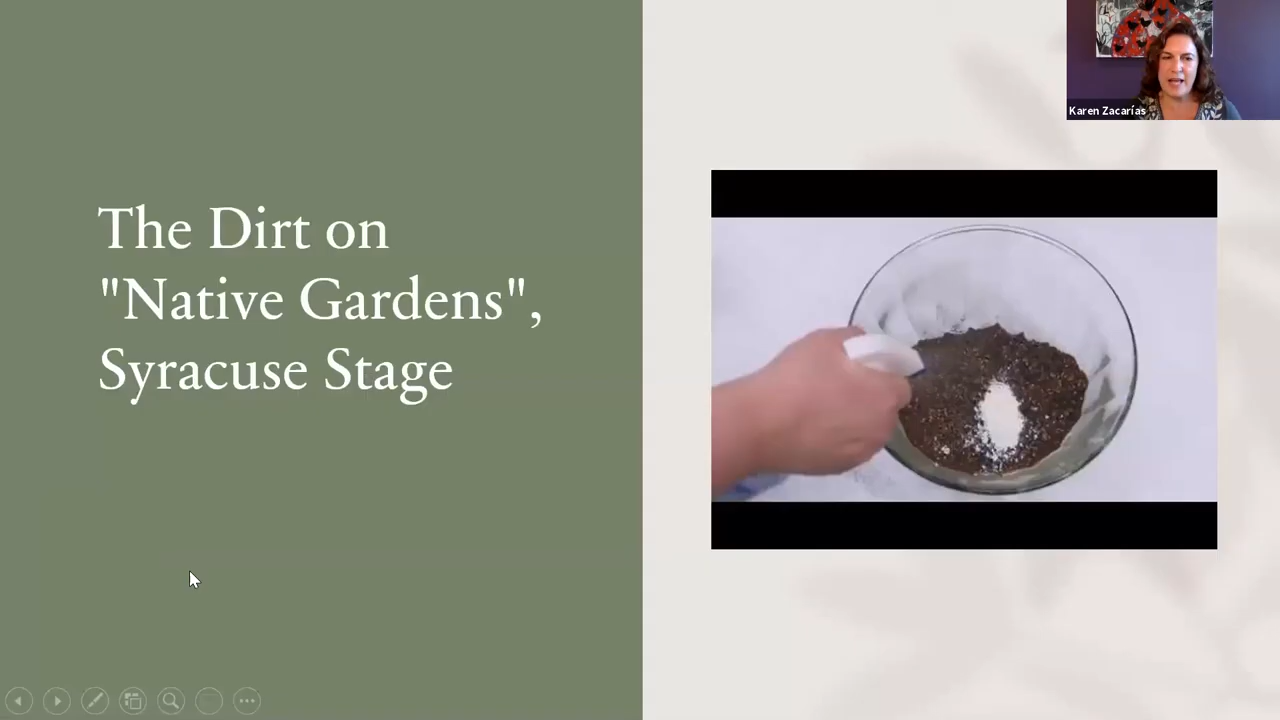 The Dirt on
"Native Gardens",
Syracuse Stage
Karen Zacarías